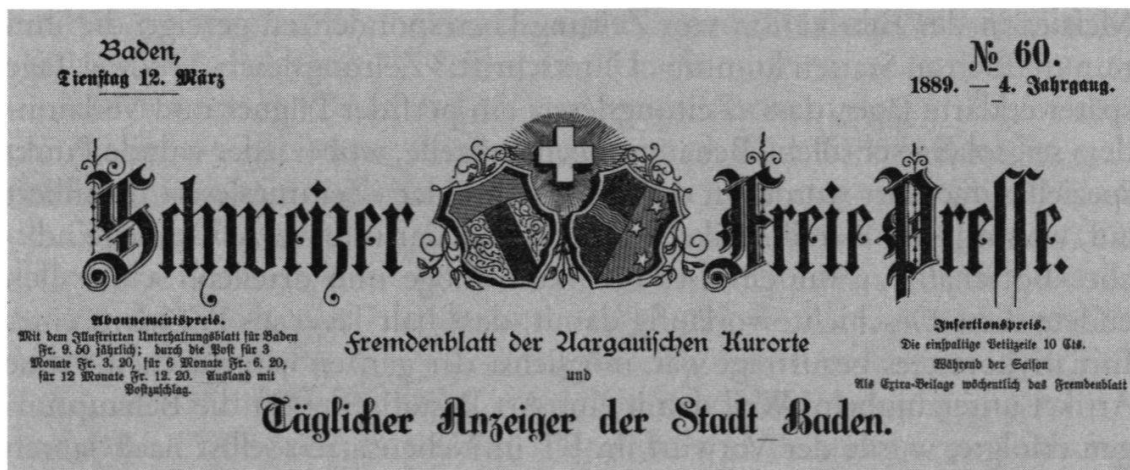 Baden,
Dienstag 12. März
No 60.
1889. — 4. Jahrgang.
Schweizer Freie Presse.
Abonnementspreis.
Mit dem Illustrirten Unterhaltungsblatt für Baden
Fr. 9. 50 jährlich; durch die Post für 3
Monate Fr. 3. 20, für 6 Monate Fr. 6. 20,
für 12 Monate Fr. 12. 20. Ausland mit
Postzuschlag.
Fremdenblatt der Aargauischen Kurorte
und
Täglicher Anzeiger der Stadt Baden.
Insertionspreis.
Die einspaltige Petitzeile 10 Cts.
Während der Saison
Als Extra-Beilage wöchentlich das Fremdenblatt